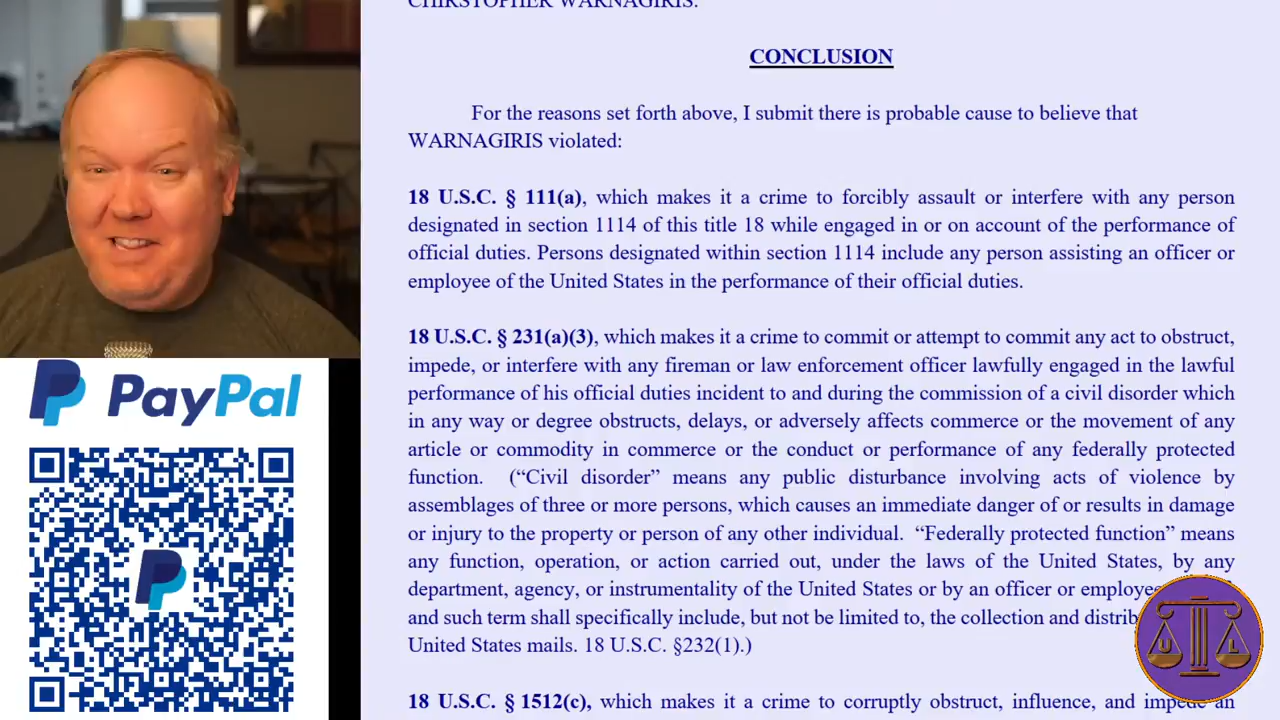 CHIRSTOPHER WARNAGIRIS.
CONCLUSION
For the reasons set forth above, I submit there is probable cause to believe that
WARNAGIRIS violated:
18 U.S.C. § 111(a), which makes it a crime to forcibly assault or interfere with any person
designated in section 1114 of this title 18 while engaged in or on account of the performance of
official duties. Persons designated within section 1114 include any person assisting an officer or
employee of the United States in the performance of their official duties.
18 U.S.C. § 231(a)(3), which makes it a crime to commit or attempt to commit any act to obstruct,
impede, or interfere with any fireman or law enforcement officer lawfully engaged in the lawful
performance of his official duties incident to and during the commission of a civil disorder which
in any way or degree obstructs, delays, or adversely affects commerce or the movement of any
article or commodity in commerce or the conduct or performance of any federally protected
function. (“Civil disorder” means any public disturbance involving acts of violence by
assemblages of three or more persons, which causes an immediate danger of or results in damage
or injury to the property or person of any other individual. “Federally protected function” means
any function, operation, or action carried out, under the laws of the United States, by any
department, agency, or instrumentality of the United States or by an officer or
and such term shall specifically include, but not be limited to, the collection and
United States mails. 18 U.S.C. §232(1).)
18 U.S.C. § 1512(c), which makes it a crime to corruptly obstruct, influence, and impede an
PayPal
U L